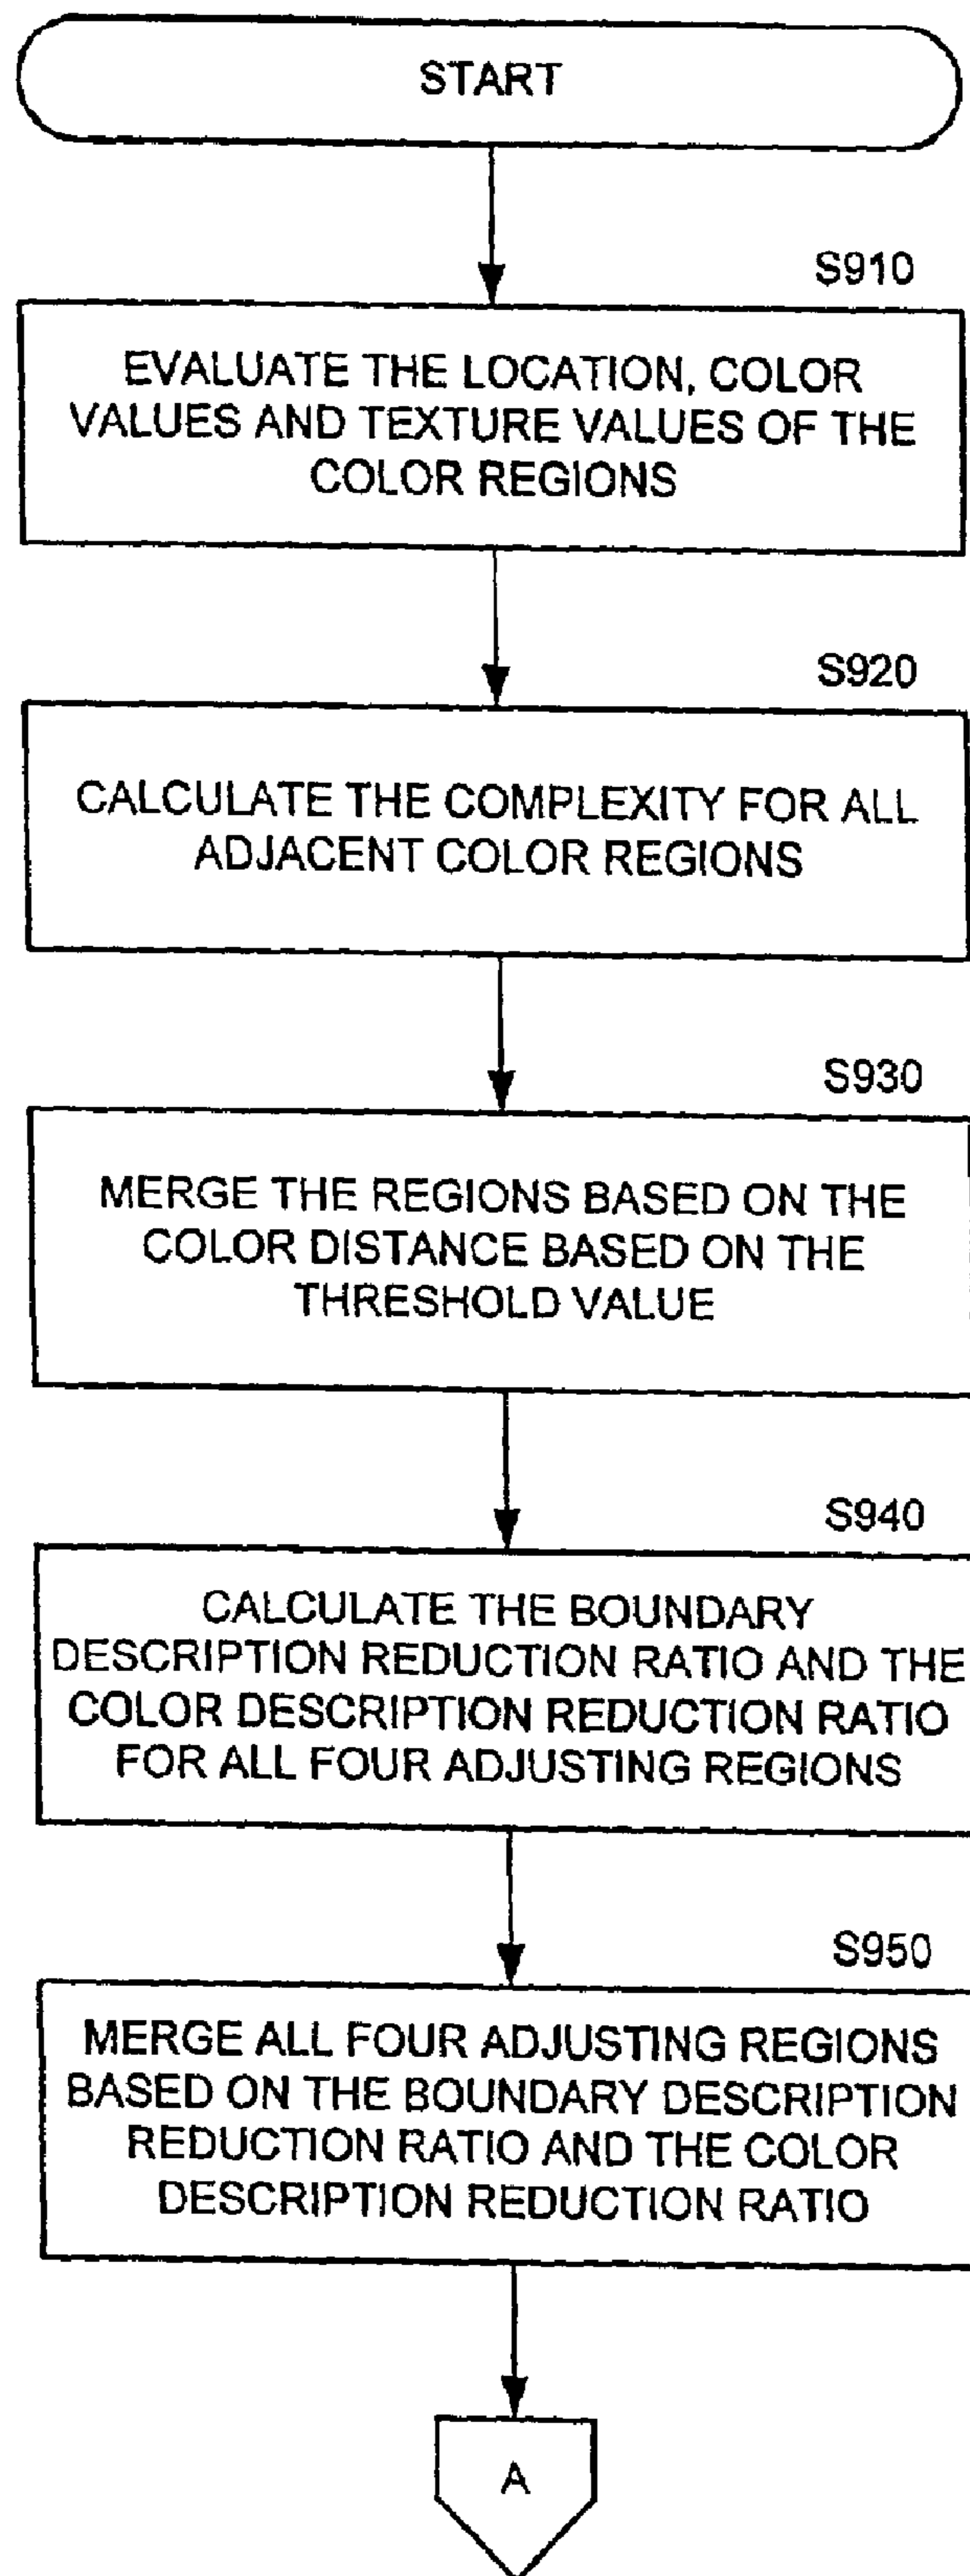 START
S910
EVALUATE THE LOCATION, COLOR
VALUES AND TEXTURE VALUES OF THE
COLOR REGIONS
S920
CALCULATE THE COMPLEXITY FOR ALL
ADJACENT COLOR REGIONS
S930
MERGE THE REGIONS BASED ON THE
COLOR DISTANCE BASED ON THE
THRESHOLD VALUE
S940
CALCULATE THE BOUNDARY
DESCRIPTION REDUCTION RATIO AND THE
COLOR DESCRIPTION REDUCTION RATIO
FOR ALL FOUR ADJUSTING REGIONS
S950
MERGE ALL FOUR ADJUSTING REGIONS
BASED ON THE BOUNDARY DESCRIPTION
REDUCTION RATIO AND THE COLOR
DESCRIPTION REDUCTION RATIO
A